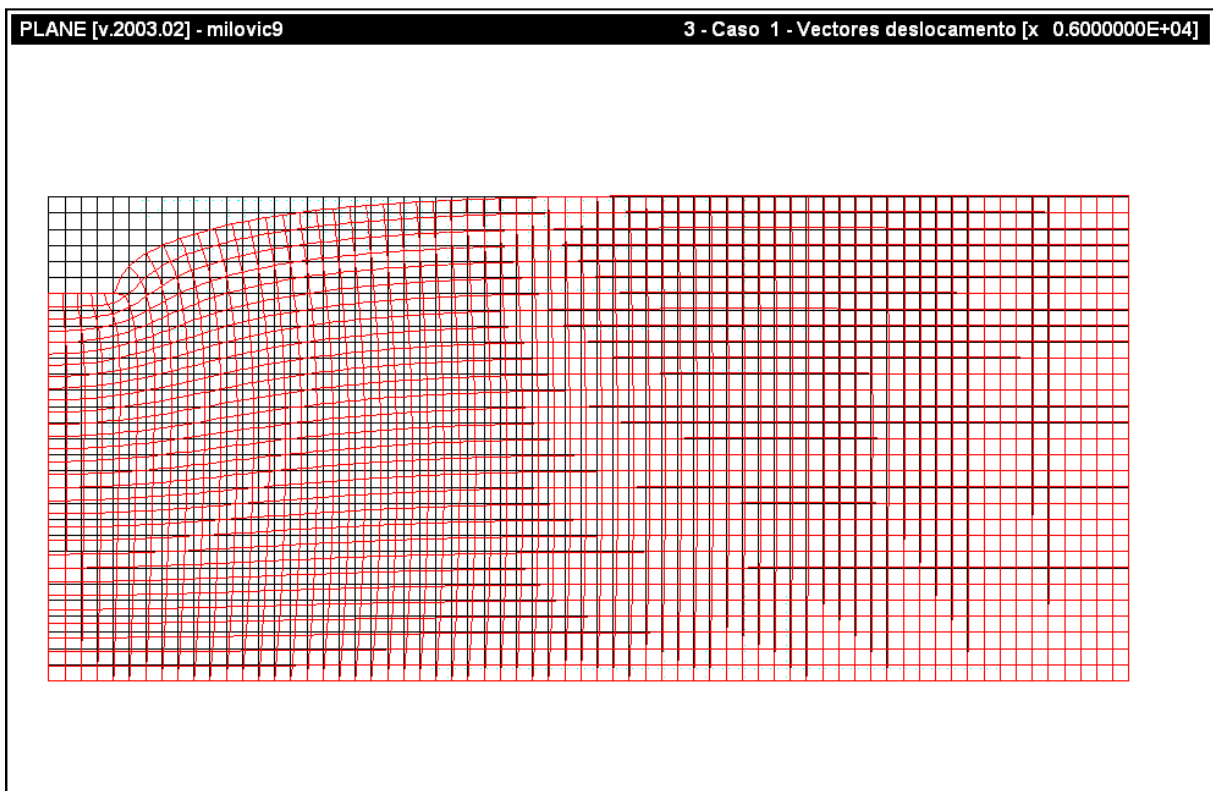 PLANE [v.2003.02] - milovic9 3 - Caso 1 - Vectores deslocamento [x 0.6000000E+04]